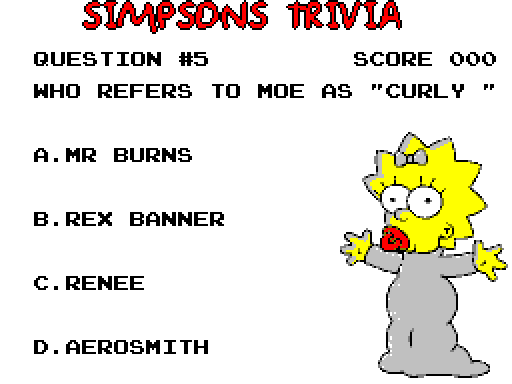 SIMPSONS TRIVIA
QUESTION #5 SCORE 000
WHO REFERS TO MOE AS "CURLY "
A.MR BURNS
B.REX BANNER
C.RENEE
D.AEROSMITH